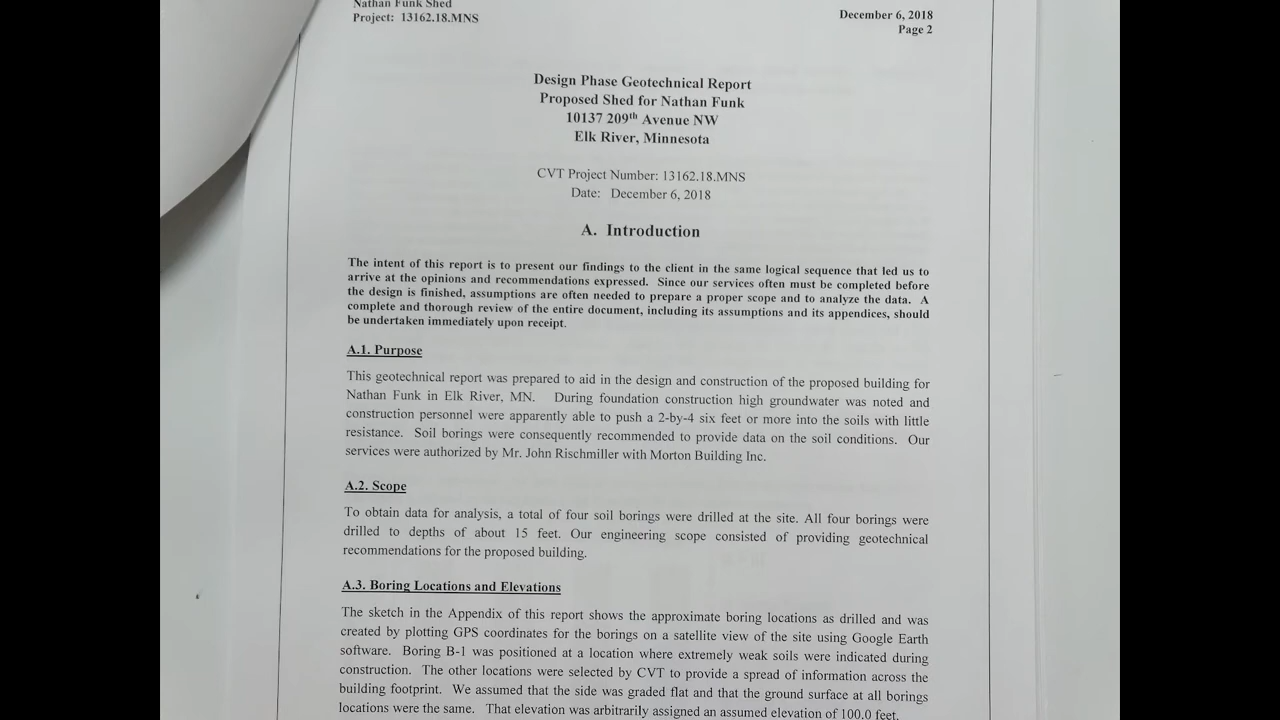 Nathan Funk Shed
Project: 13162.18.MNS
December 6, 2018
Page 2
Design Phase Geotechnical Report
Proposed Shed for Nathan Funk
10137 209th Avenue NW
Elk River, Minnesota
CVT Project Number: 13162.18.MNS
Date: December 6, 2018
A. Introduction
The intent of this report is to present our findings to the client in the same logical sequence that led us to
arrive at the opinions and recommendations expressed. Since our services often must be completed before
the design is finished, assumptions are often needed to prepare a proper scope and to analyze the data. A
complete and thorough review of the entire document, including its assumptions and its appendices, should
be undertaken immediately upon receipt.
A.1. Purpose
This geotechnical report was prepared to aid in the design and construction of the proposed building for
Nathan Funk in Elk River, MN. During foundation construction high groundwater was noted and
construction personnel were apparently able to push a 2-by-4 six feet or more into the soils with little
resistance. Soil borings were consequently recommended to provide data on the soil conditions. Our
services were authorized by Mr. John Rischmiller with Morton Building Inc.
A.2. Scope
To obtain data for analysis, a total of four soil borings were drilled at the site. All four borings were
drilled to depths of about 15 feet. Our engineering scope consisted of providing geotechnical
recommendations for the proposed building.
A.3. Boring Locations and Elevations
The sketch in the Appendix of this report shows the approximate boring locations as drilled and was
created by plotting GPS coordinates for the borings on a satellite view of the site using Google Earth
software. Boring B-1 was positioned at a location where extremely weak soils were indicated during
construction. The other locations were selected by CVT to provide a spread of information across the
building footprint. We assumed that the side was graded flat and that the ground surface at all borings
locations were the same. That elevation was arbitrarily assigned an assumed elevation of 100.0 feet.